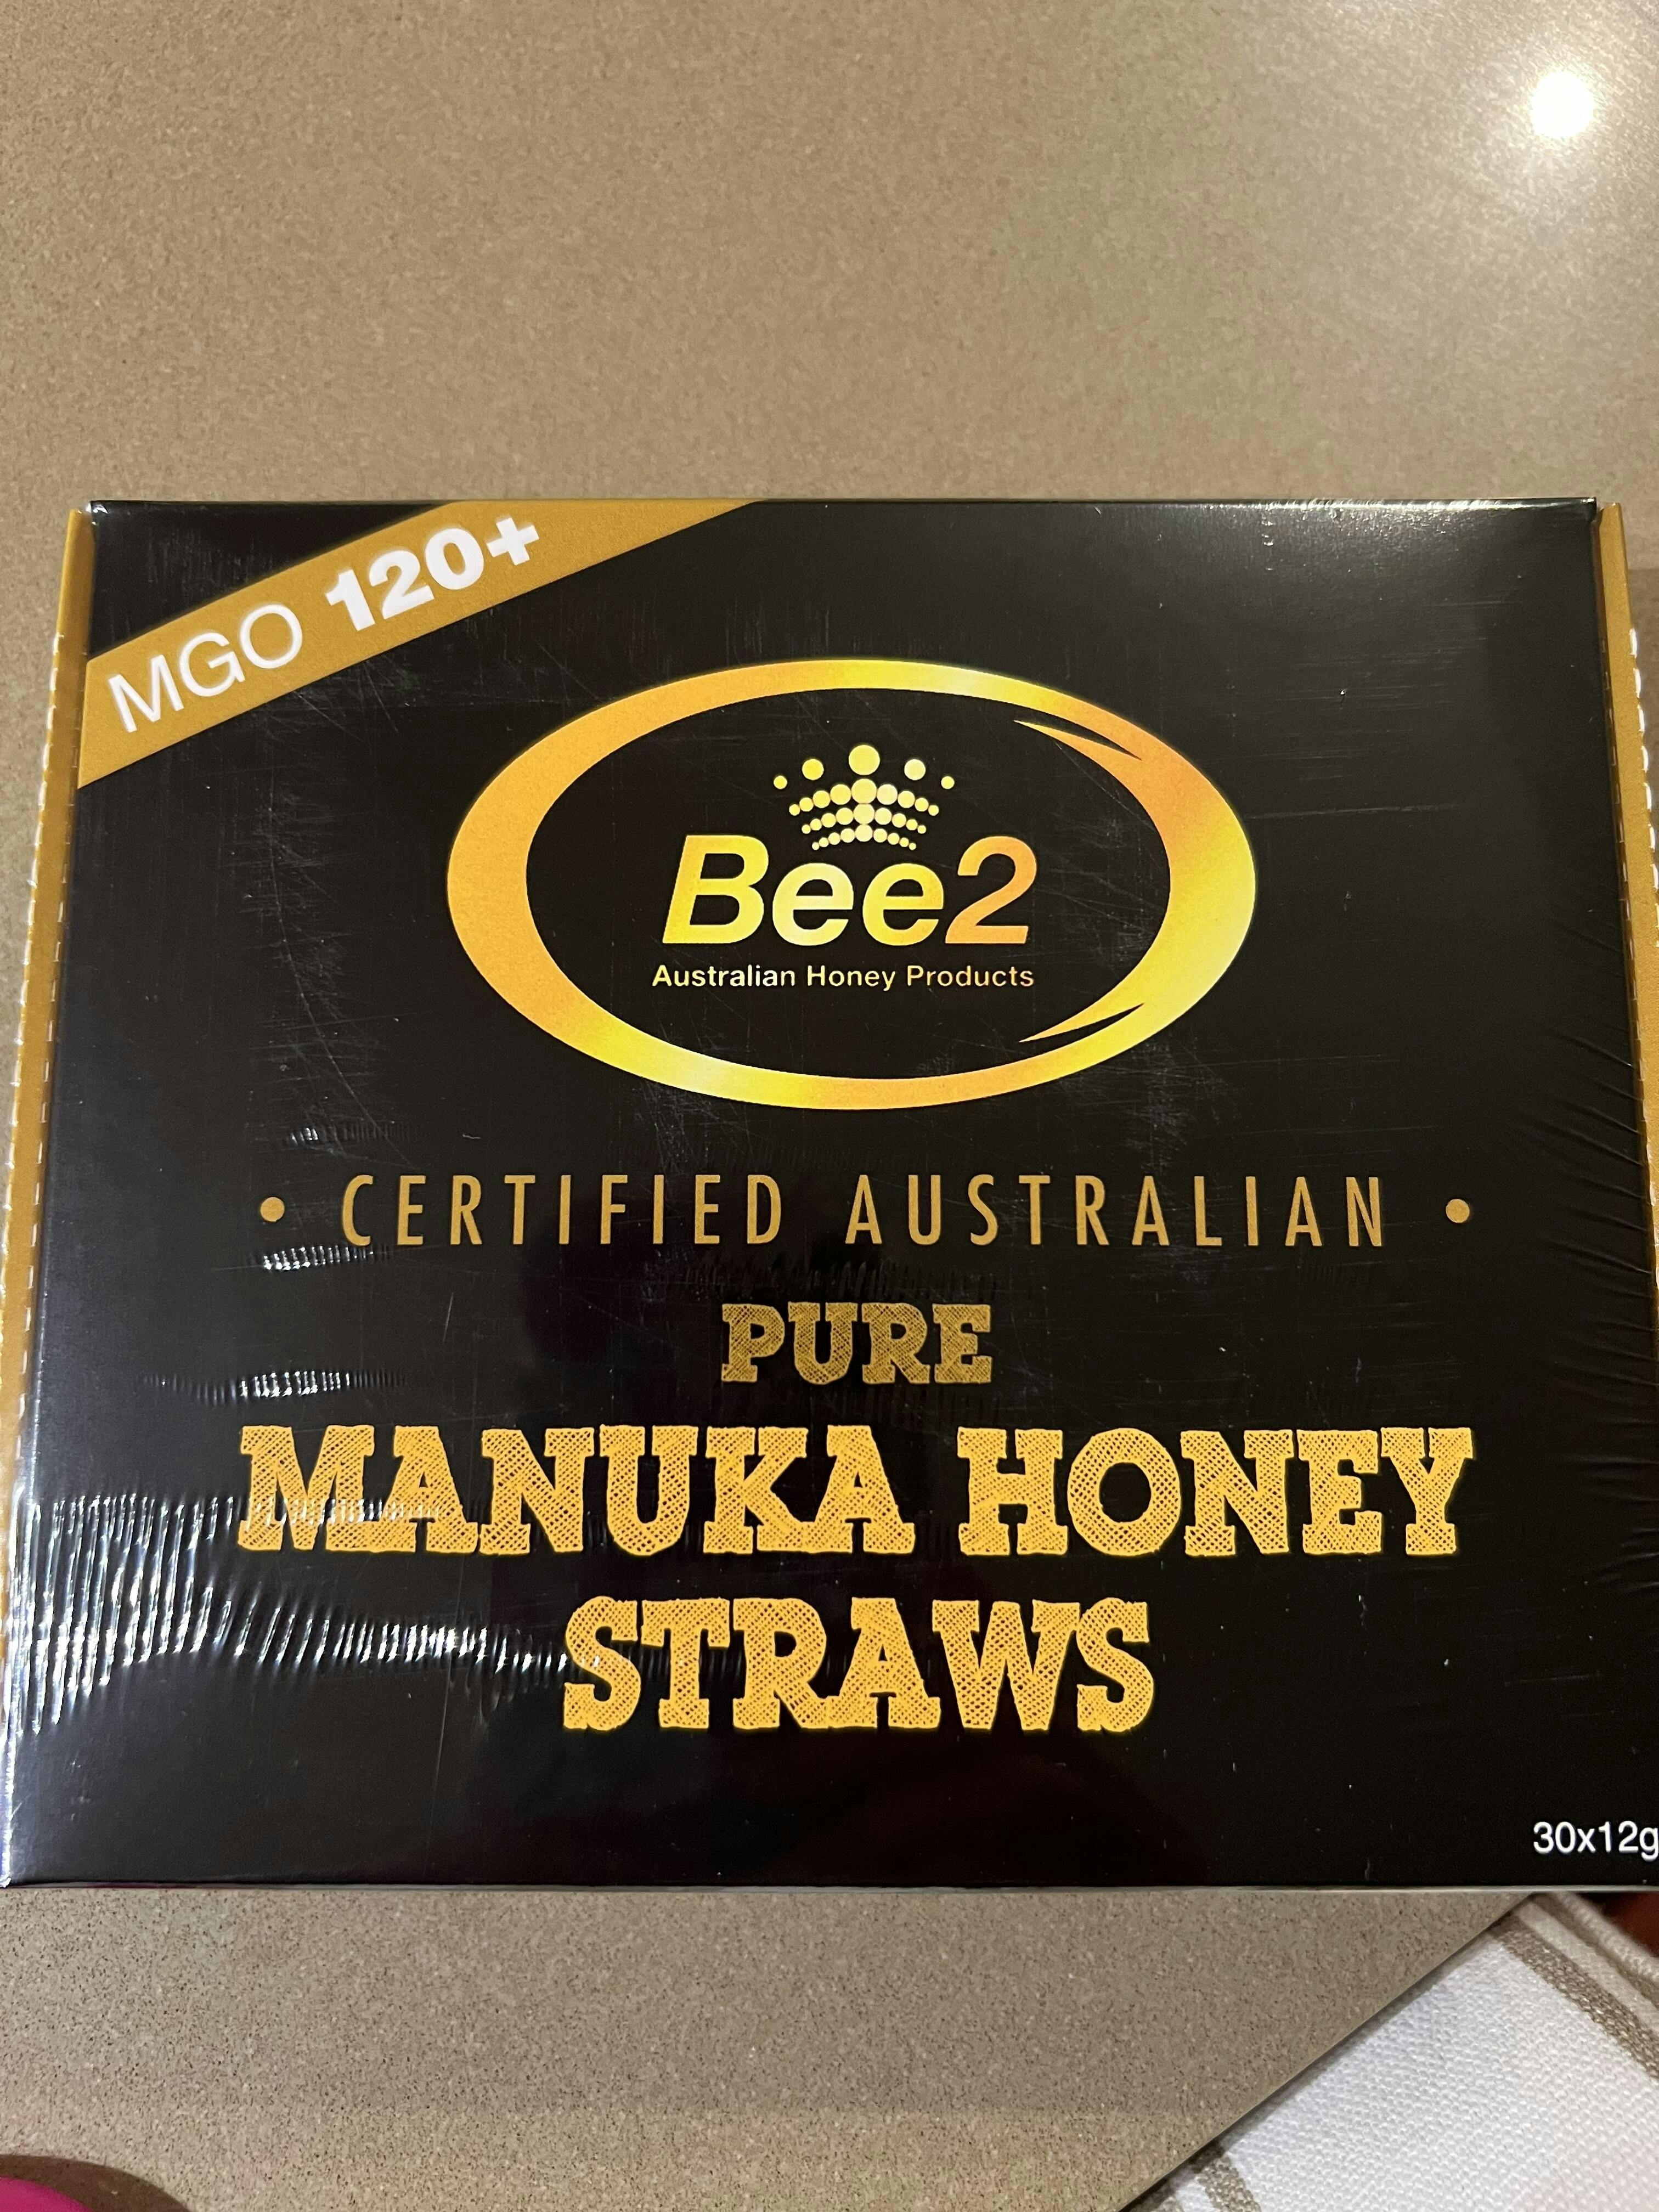 MGO 120+
Bee2
Australian Honey Products
• CERTIFIED AUSTRALIAN •
PURE
MANUKA HONEY
STRAWS
30x12g